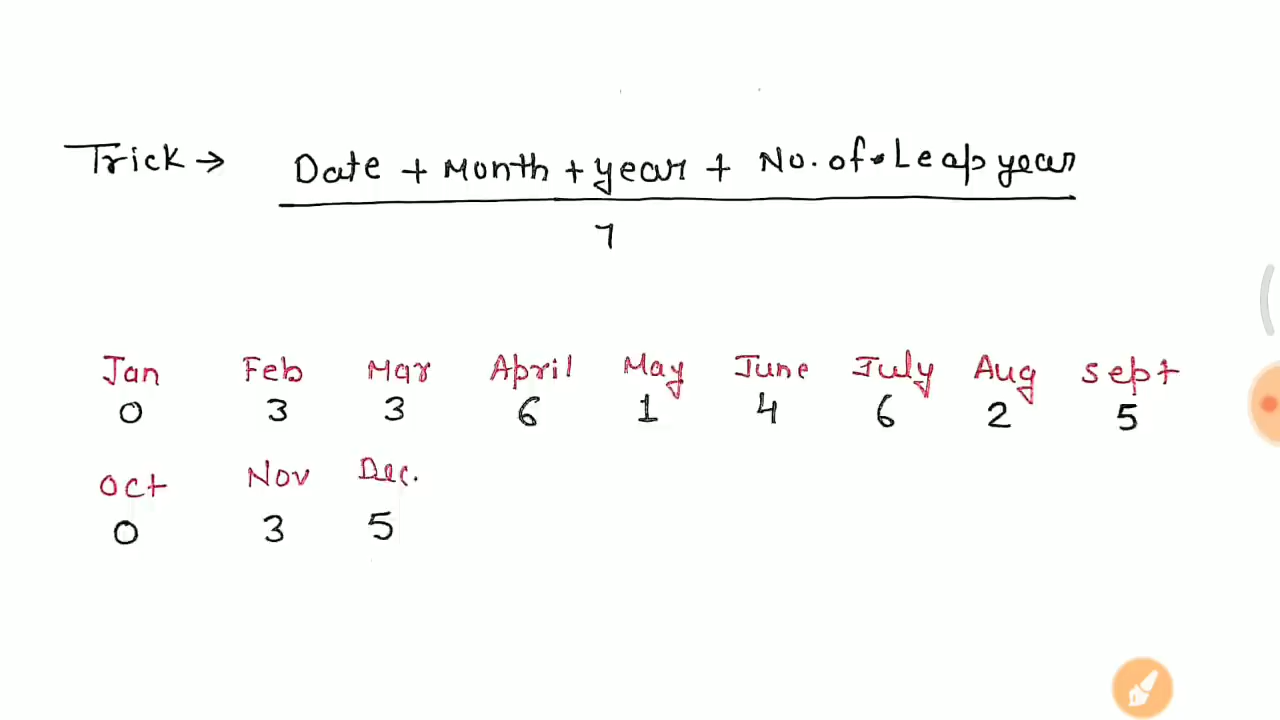 Trick → Date + Month + year + No. of Leap year
7
Jan Feb Mar April May June July Aug sept
0 3 3 6 1 4 6 2 5
Oct Nov Dec.
0 3 5